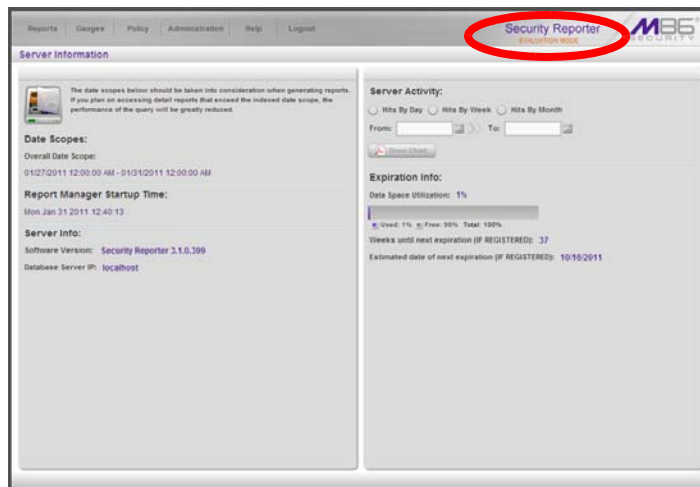 Reports Gauges Policy Administration Help Logout
Security Reporter
EVALUATION MODE
M86
SECURITY
Server Information
The date scopes below should be taken into consideration when generating reports.
If you plan on accessing detail reports that exceed the indexed date scope, the
performance of the query will be greatly reduced.
Date Scopes:
Overall Date Scope:
01/27/2011 12:00:00 AM - 01/31/2011 12:00:00 AM
Report Manager Startup Time:
Mon Jan 31 2011 12:40:13
Server Info:
Software Version: Security Reporter 3.1.0.399
Database Server IP: localhost
Server Activity:
Hits By Day Hits By Week Hits By Month
From: To:
Draw Chart
Expiration Info:
Data Space Utilization: 1%
Used: 1% Free: 99% Total: 100%
Weeks until next expiration (IF REGISTERED): 37
Estimated date of next expiration (IF REGISTERED): 10/16/2011